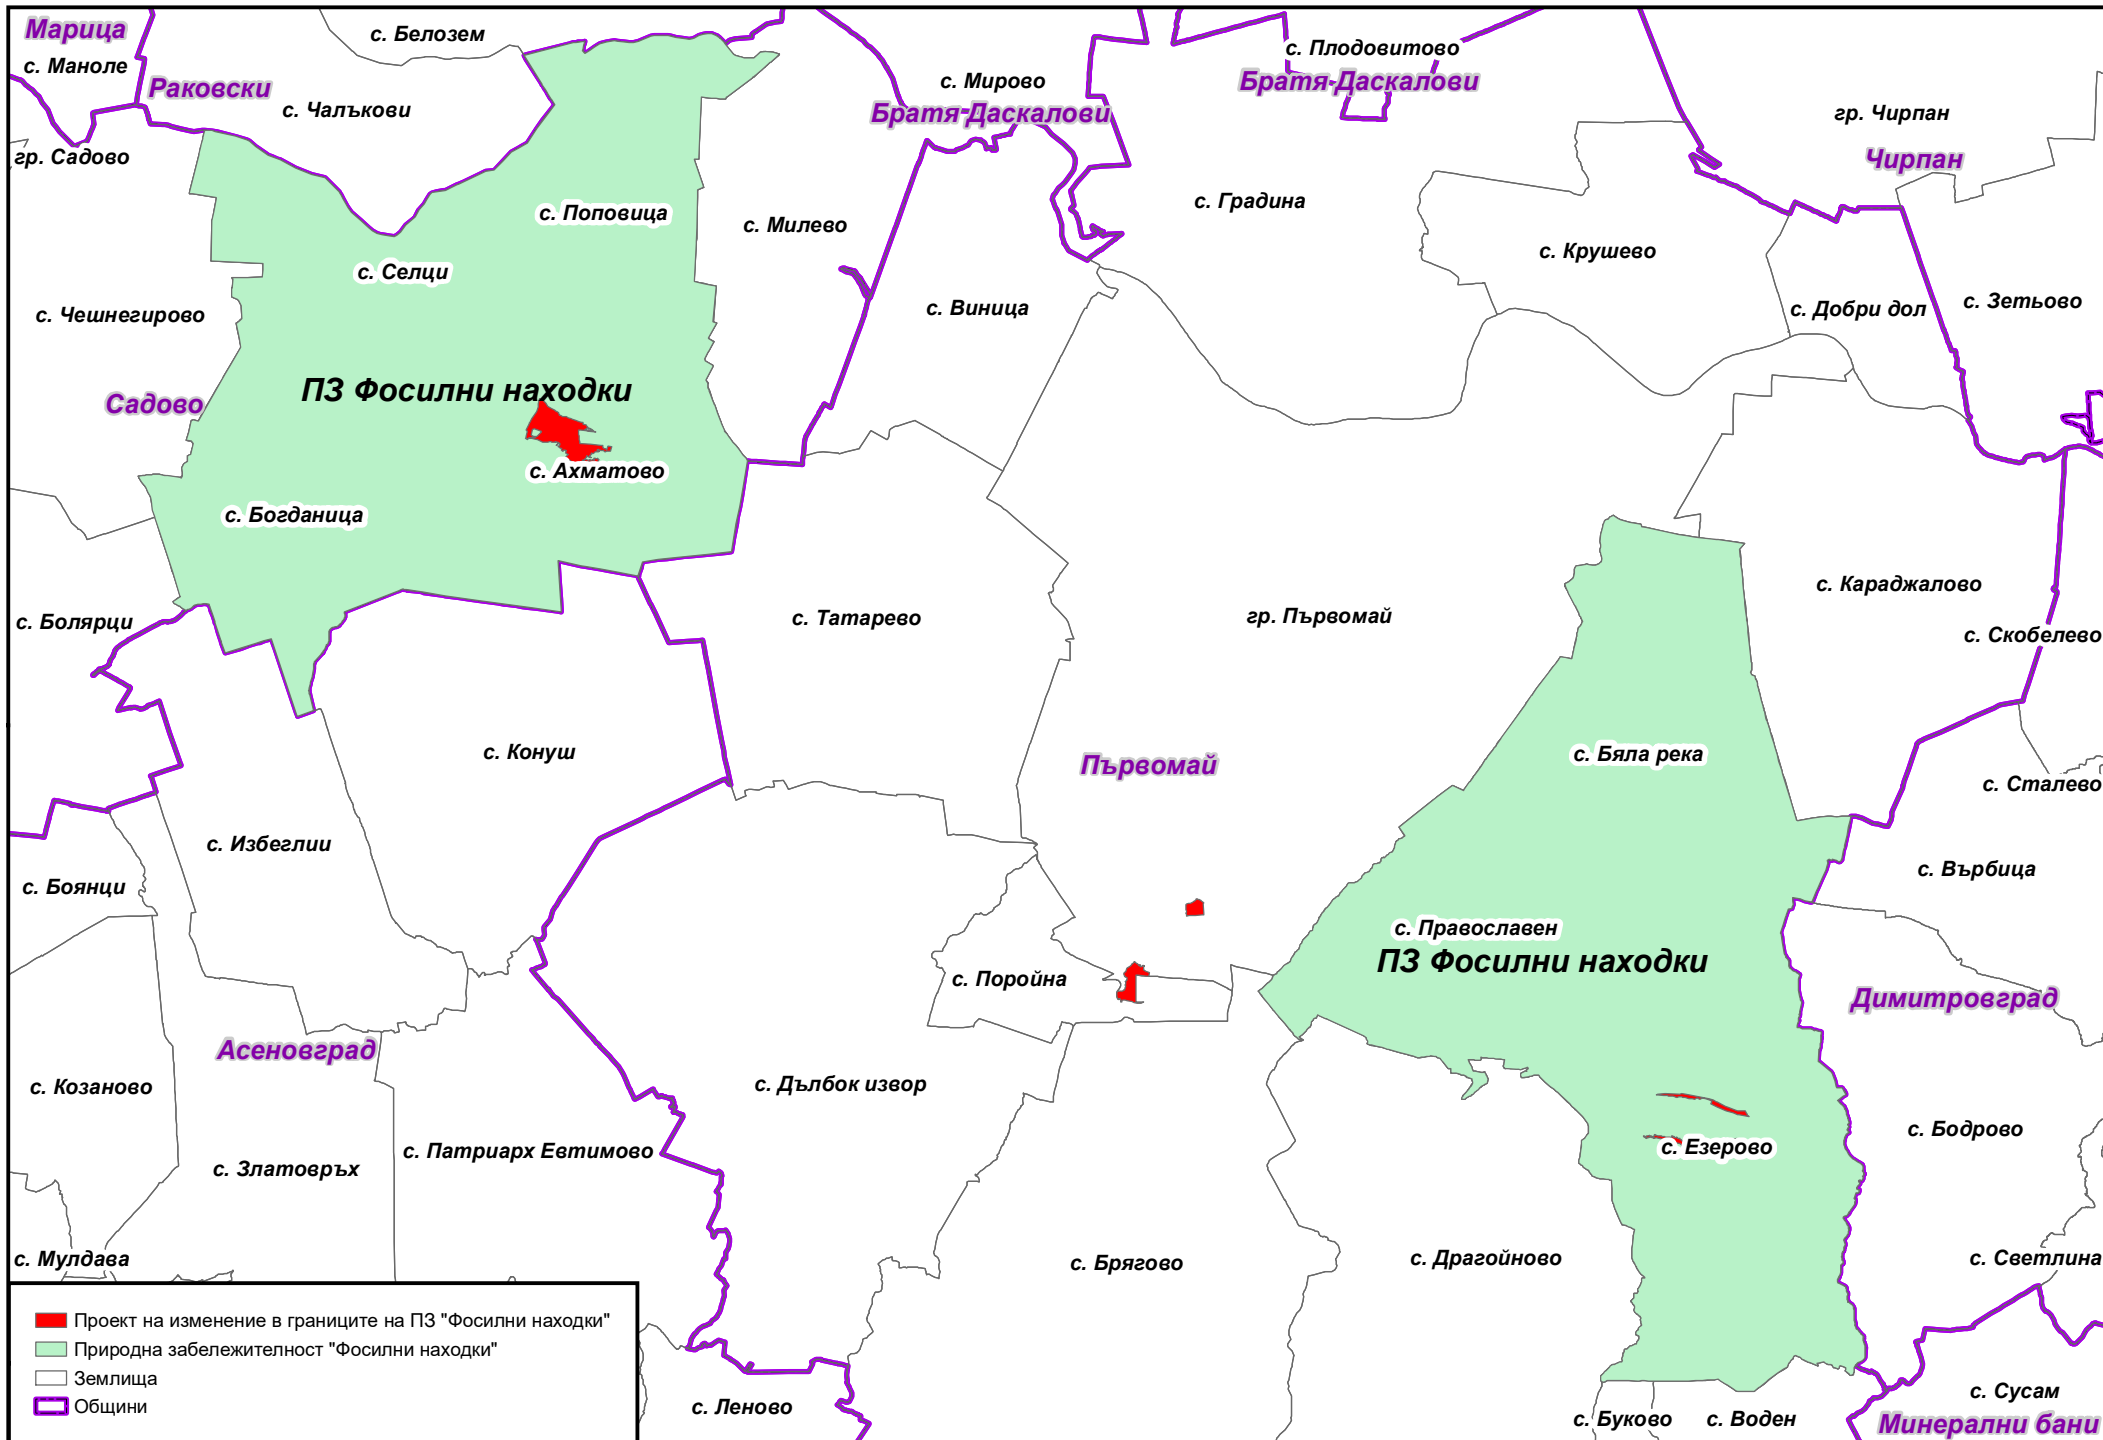 Марица
с. Белозем
с. Маноле
Раковски
с. Чалъкови
гр. Садово
с. Поповица
с. Селци
с. Чешнегирово
Садово
ПЗ Фосилни находки
с. Ахматово
с. Богданица
с. Милево
с. Мирово
Братя Даскалови
с. Плодовитово
Братя Даскалови
с. Градина
с. Виница
с. Крушево
гр. Чирпан
Чирпан
с. Добри дол
с. Зетьово
с. Болярци
с. Татарево
гр. Първомай
с. Караджалово
с. Скобелево
с. Конуш
Първомай
с. Бяла река
с. Сталево
с. Избеглии
с. Боянци
с. Върбица
с. Православен
ПЗ Фосилни находки
с. Поройна
Димитровград
Асеновград
с. Козаново
с. Дълбок извор
с. Патриарх Евтимово
с. Златовръх
с. Езерово
с. Бодрово
с. Мулдава
с. Брягово
с. Драгойново
с. Светлина
Проект на изменение в границите на ПЗ "Фосилни находки"
Природна забележителност "Фосилни находки"
Землища
Общини
с. Леново
с. Буково
с. Воден
с. Сусам
Минерални бани